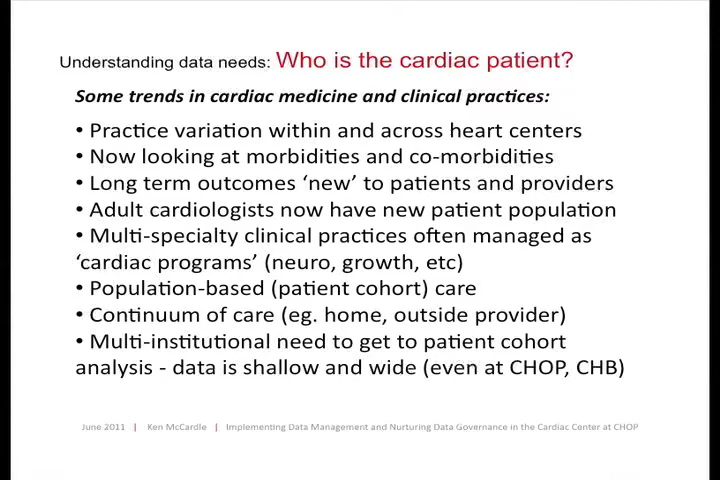 Understanding data needs: Who is the cardiac patient?
Some trends in cardiac medicine and clinical practices:
• Practice variation within and across heart centers
• Now looking at morbidities and co-morbidities
• Long term outcomes ‘new’ to patients and providers
• Adult cardiologists now have new patient population
• Multi-specialty clinical practices often managed as
‘cardiac programs’ (neuro, growth, etc)
• Population-based (patient cohort) care
• Continuum of care (eg. home, outside provider)
• Multi-institutional need to get to patient cohort
analysis - data is shallow and wide (even at CHOP, CHB)
June 2011 | Ken McCardle | Implementing Data Management and Nurturing Data Governance in the Cardiac Center at CHOP